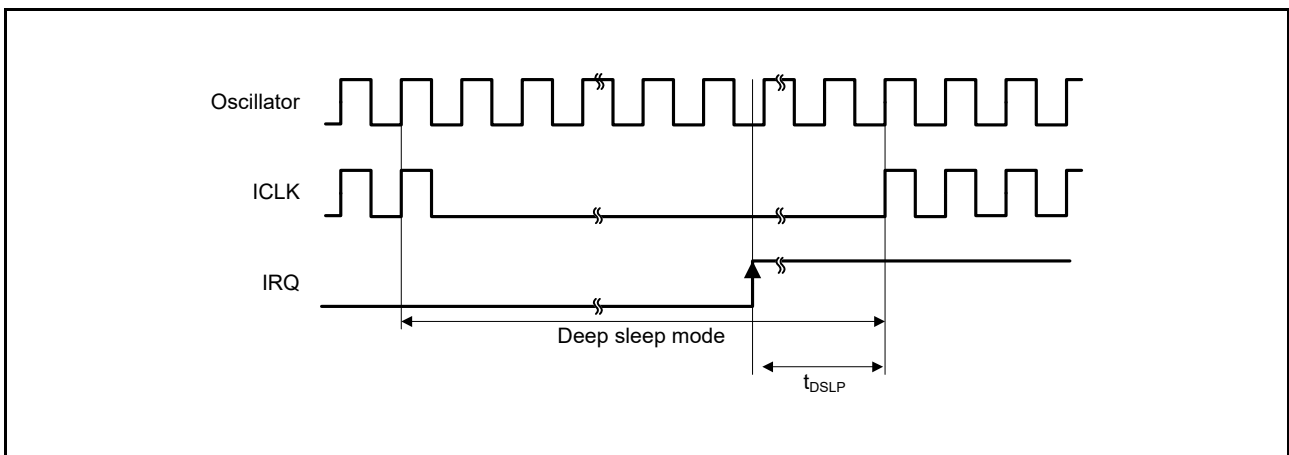 Oscillator
ICLK
IRQ
Deep sleep mode
tDSLP